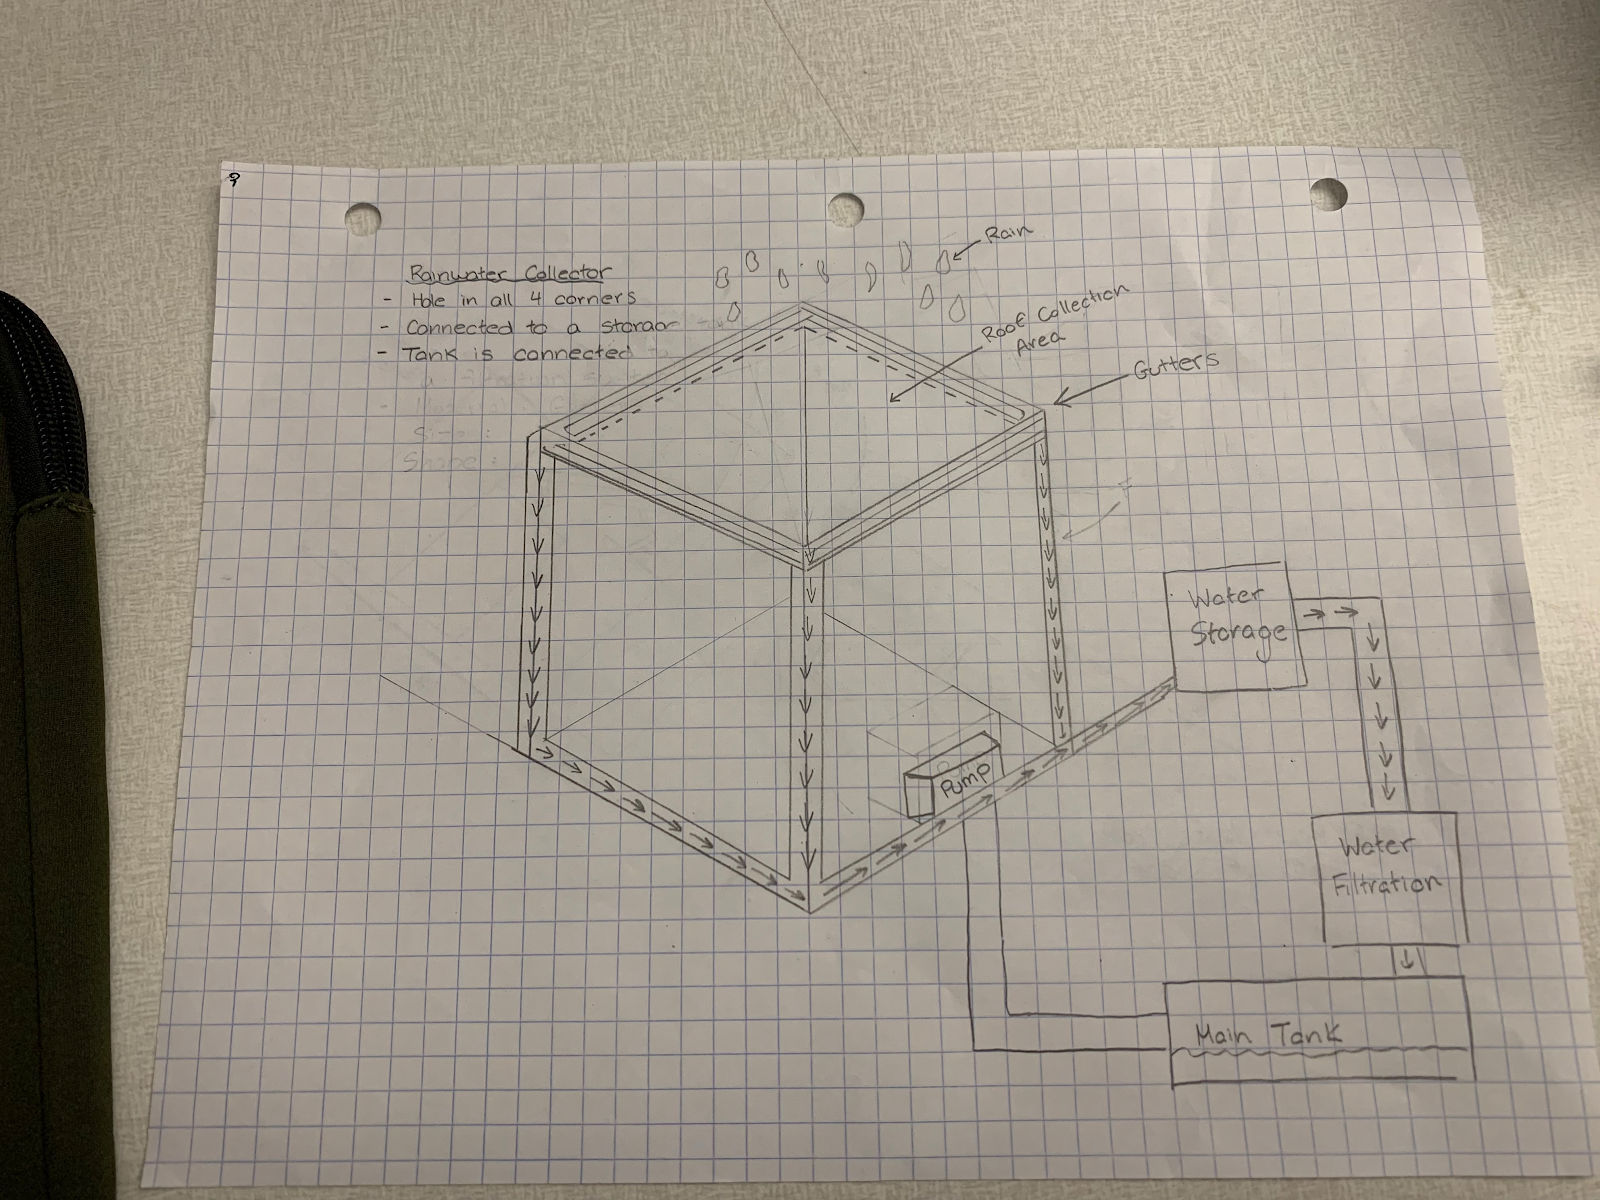 Rainwater Collector
- Hole in all 4 corners
- Connected to a storag
- Tank is connected
Rain
Roof Collection
Area
Gutters
Water
Storage
Pump
Water
Filtration
Main Tank